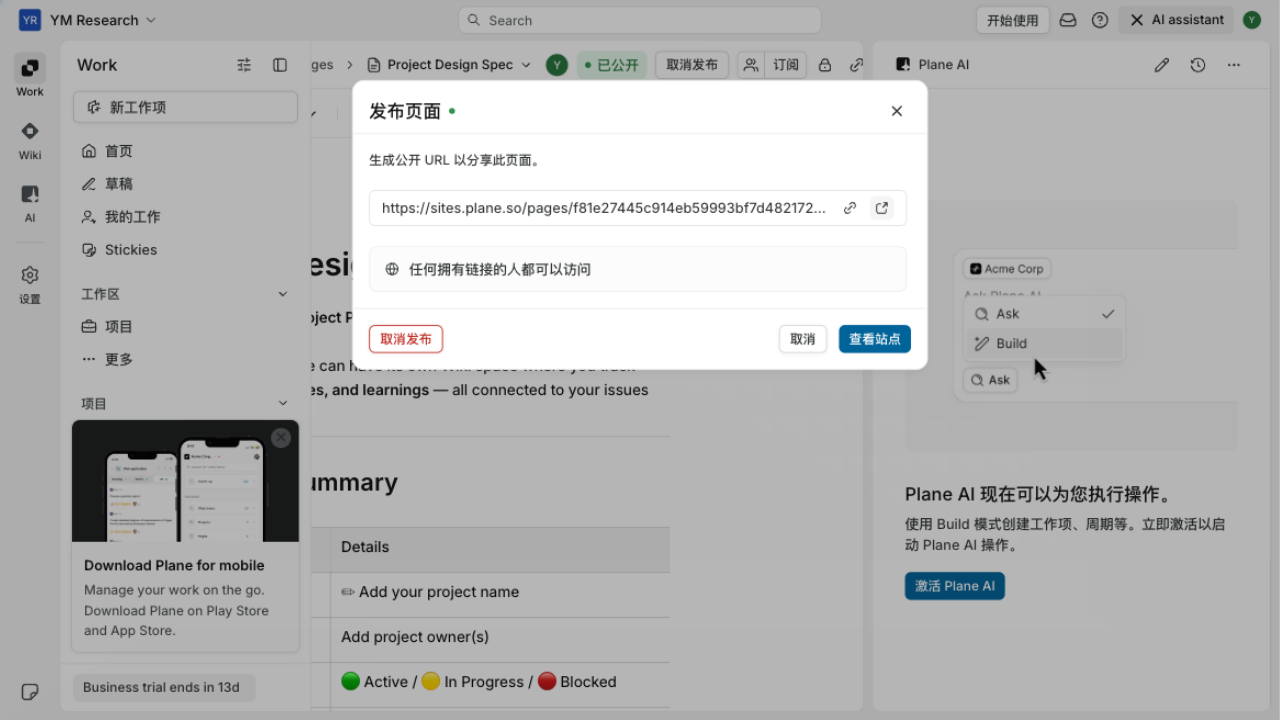 YR YM Research
Search
开始使用
AI assistant
Y
Work
Wiki
AI
设置
Work
新工作项
首页
草稿
我的工作
Stickies
工作区
项目
更多
项目
Download Plane for mobile
Manage your work on the go.
Download Plane on Play Store
and App Store.
Business trial ends in 13d
ges
Project Design Spec
Y
已公开
取消发布
订阅
发布页面
生成公开 URL 以分享此页面。
https://sites.plane.so/pages/f81e27445c914eb59993bf7d482172...
任何拥有链接的人都可以访问
取消发布
取消
查看站点
es, and learnings — all connected to your issues
ummary
Details
✏ Add your project name
Add project owner(s)
🟢 Active / 🟡 In Progress / 🔴 Blocked
Plane AI
Acme Corp
Ask Plane AI
Ask
Build
Ask
Plane AI 现在可以为您执行操作。
使用 Build 模式创建工作项、周期等。立即激活以启
动 Plane AI 操作。
激活 Plane AI